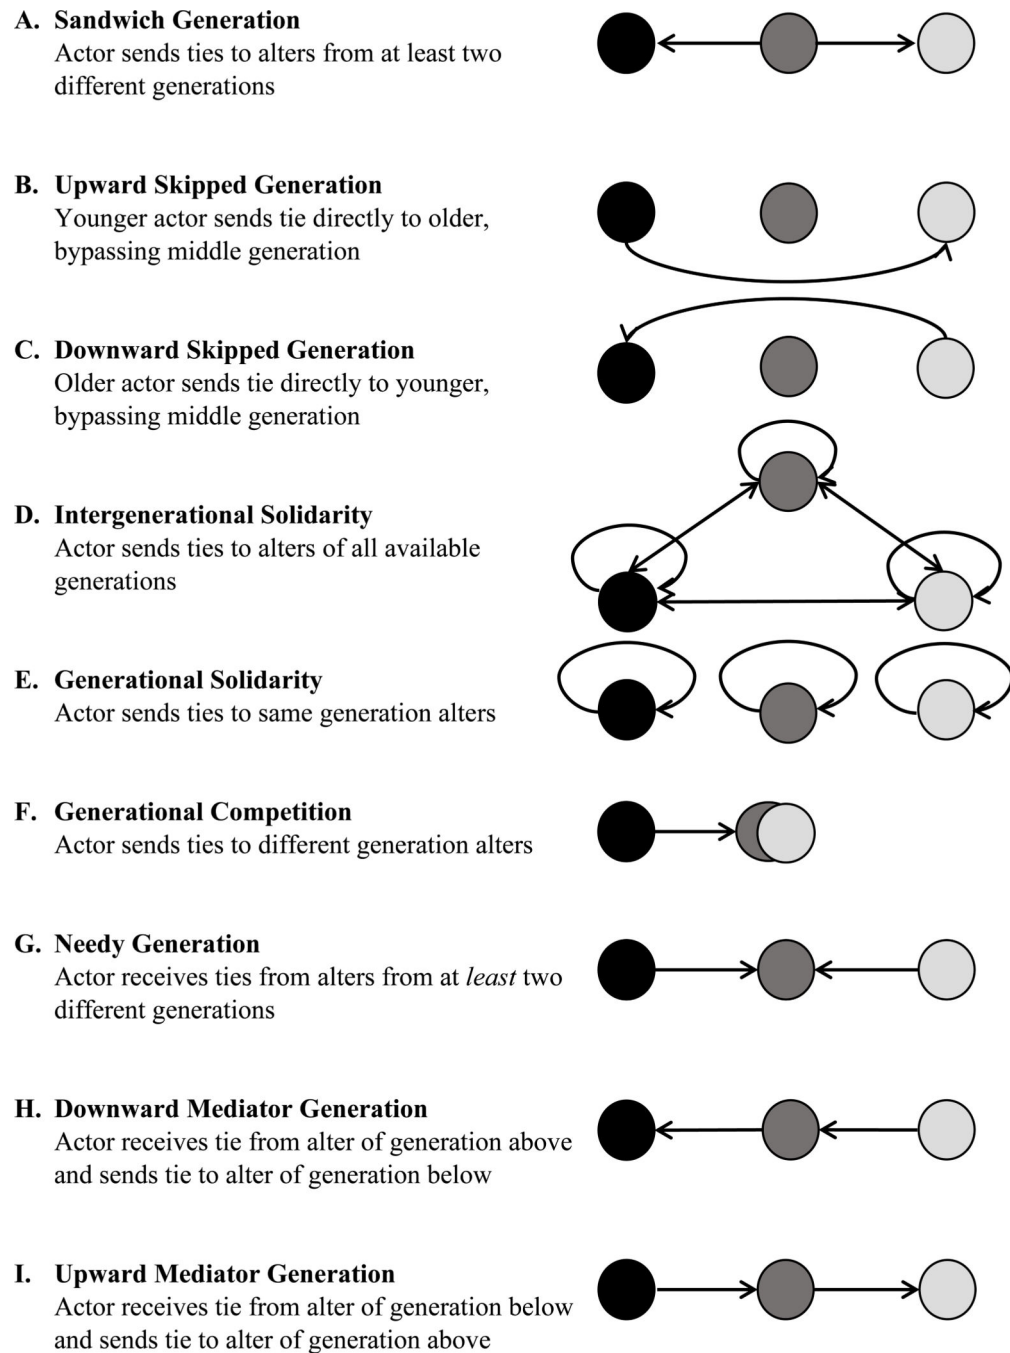 A. Sandwich Generation
Actor sends ties to alters from at least two
different generations
B. Upward Skipped Generation
Younger actor sends tie directly to older,
bypassing middle generation
C. Downward Skipped Generation
Older actor sends tie directly to younger,
bypassing middle generation
D. Intergenerational Solidarity
Actor sends ties to alters of all available
generations
E. Generational Solidarity
Actor sends ties to same generation alters
F. Generational Competition
Actor sends ties to different generation alters
G. Needy Generation
Actor receives ties from alters from at least two
different generations
H. Downward Mediator Generation
Actor receives tie from alter of generation above
and sends tie to alter of generation below
I. Upward Mediator Generation
Actor receives tie from alter of generation below
and sends tie to alter of generation above